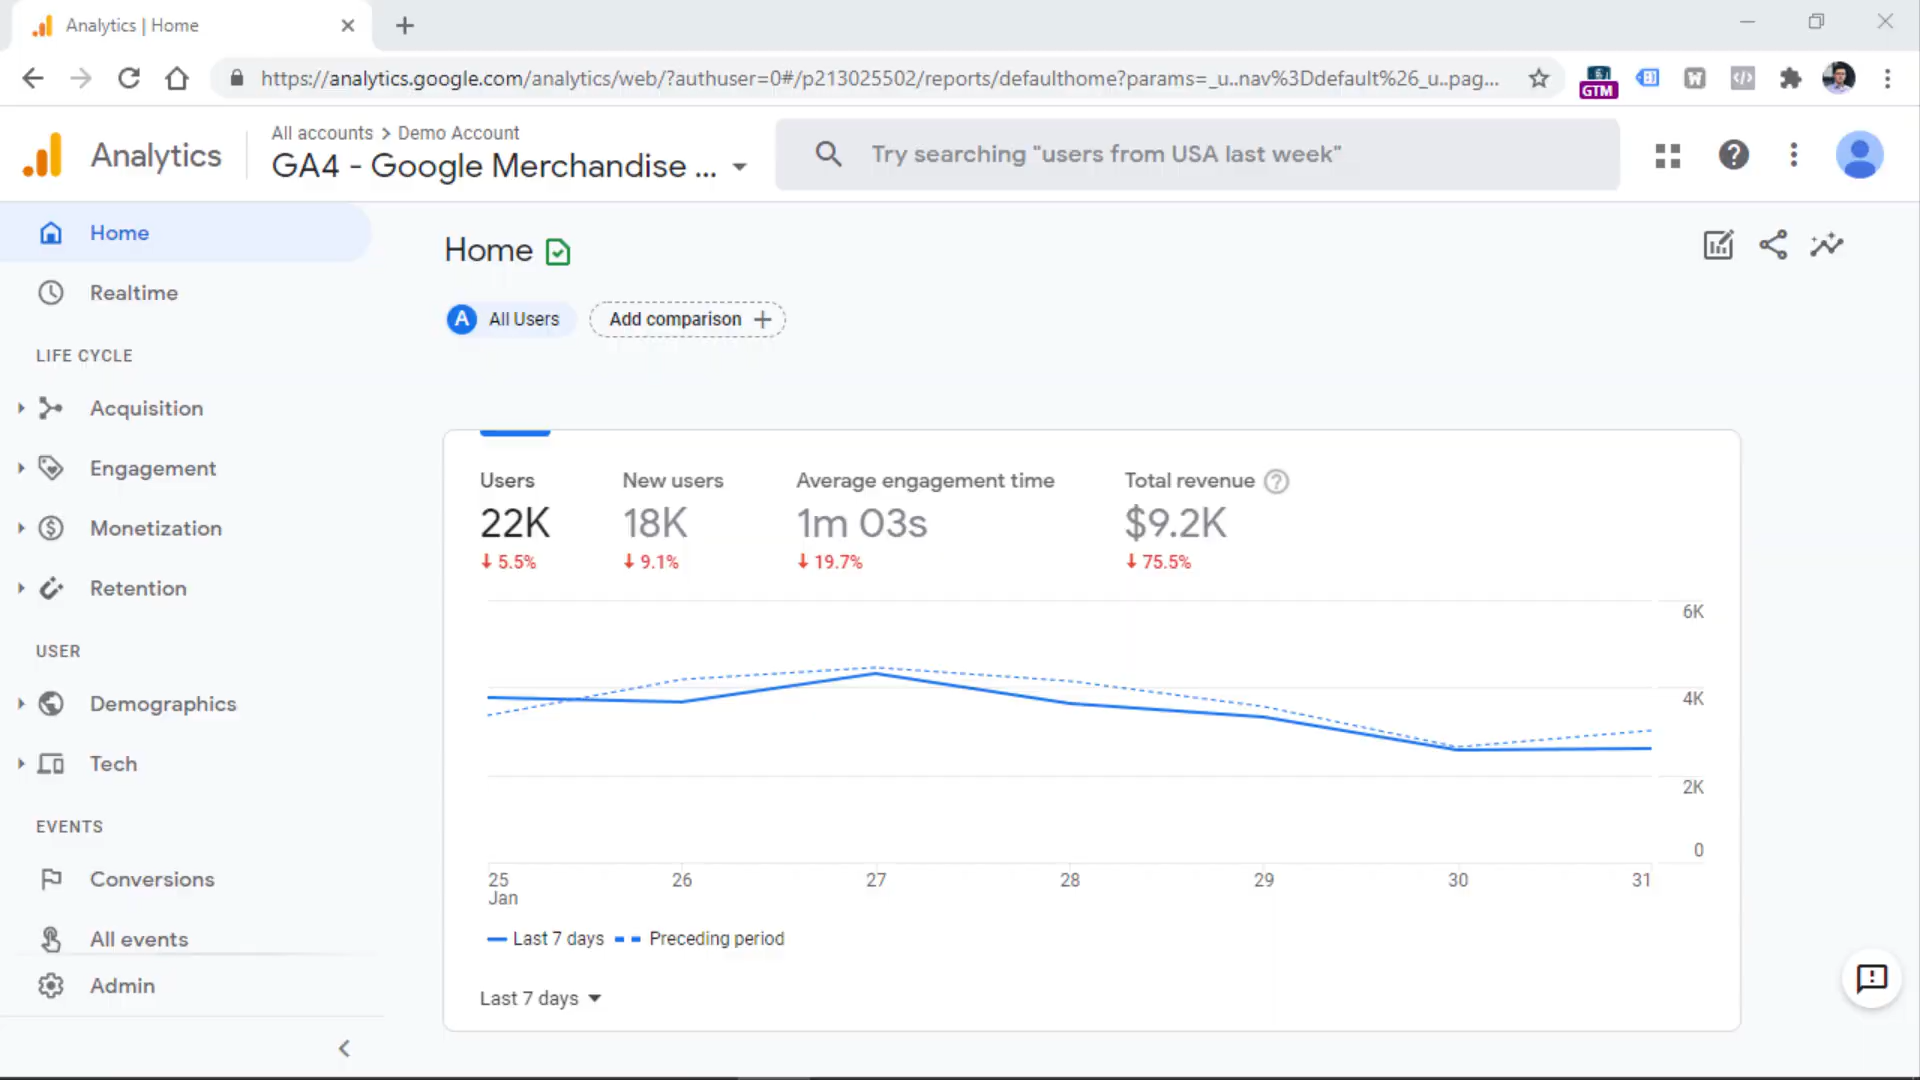 Analytics | Home
https://analytics.google.com/analytics/web/?authuser=0#/p213025502/reports/defaulthome?params=_u..nav%3Ddefault%26_u..pag...
GTM
Analytics
All accounts > Demo Account
GA4 - Google Merchandise ...
Try searching "users from USA last week"
Home
Realtime
LIFE CYCLE
Acquisition
Engagement
Monetization
Retention
USER
Demographics
Tech
EVENTS
Conversions
All events
Admin
Home
A All Users
Add comparison +
Users
22K
↓ 5.5%
New users
18K
↓ 9.1%
Average engagement time
1m 03s
↓ 19.7%
Total revenue ?
$9.2K
↓ 75.5%
6K
4K
2K
0
25 26 27 28 29 30 31
Jan
Last 7 days Preceding period
Last 7 days